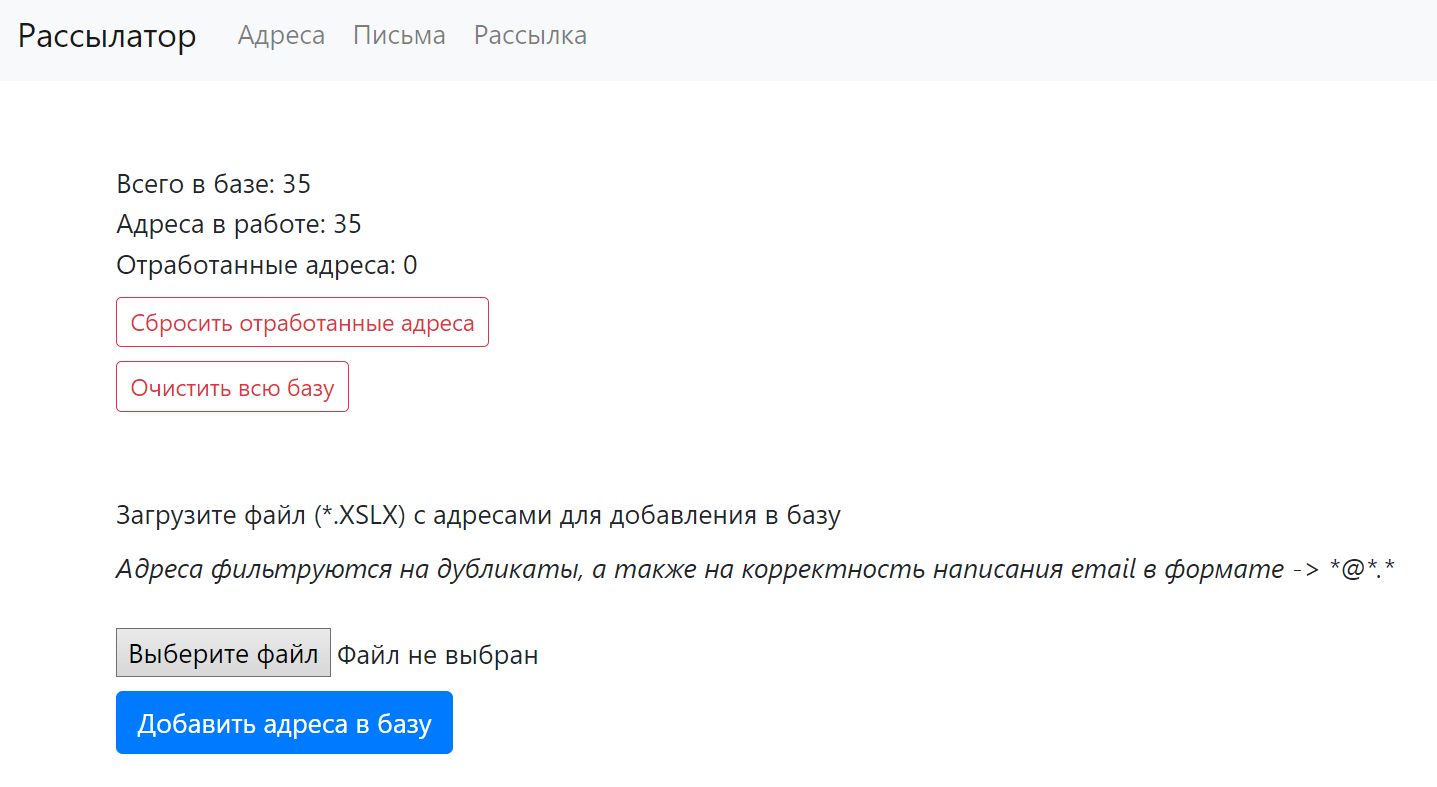 Рассылатор Адреса Письма Рассылка
Всего в базе: 35
Адреса в работе: 35
Отработанные адреса: 0
Сбросить отработанные адреса
Очистить всю базу
Загрузите файл (*.XSLX) с адресами для добавления в базу
Адреса фильтруются на дубликаты, а также на корректность написания email в формате -> *@*.*
Выберите файл Файл не выбран
Добавить адреса в базу